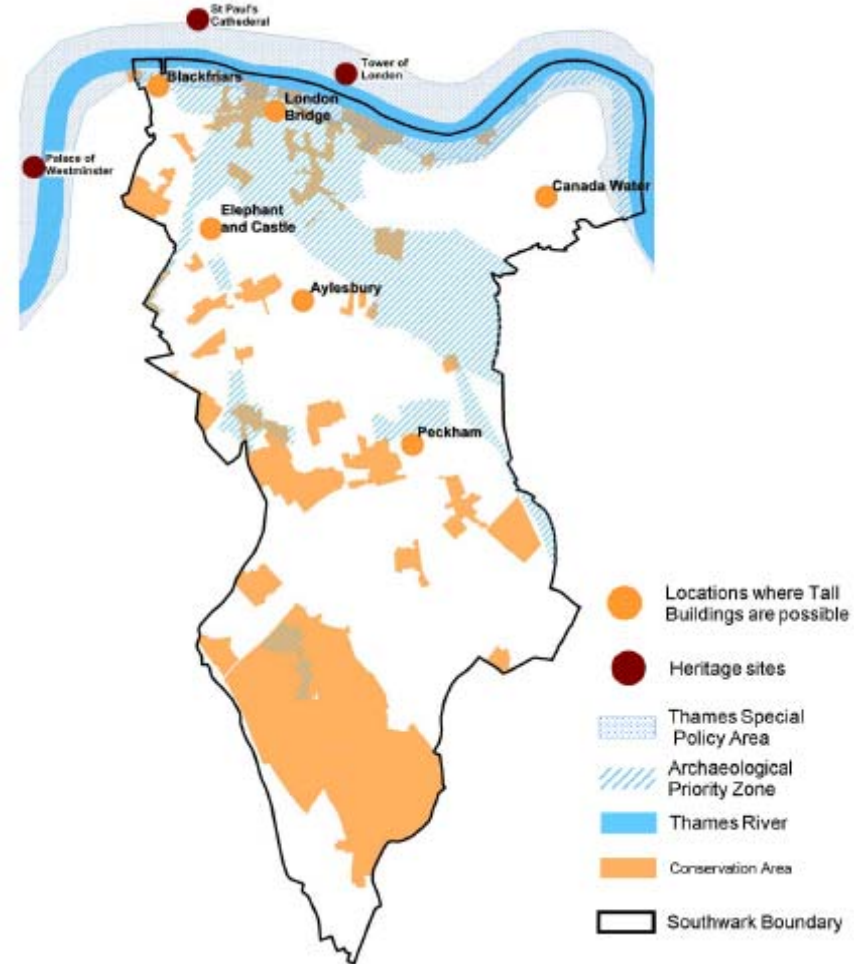 St Paul's
Cathederal
Tower of
London
Blackfriars
London
Bridge
Palace of
Westminster
Canada Water
Elephant
and Castle
Aylesbury
Peckham
Locations where Tall
Buildings are possible
Heritage sites
Thames Special
Policy Area
Archaeological
Priority Zone
Thames River
Conservation Area
Southwark Boundary